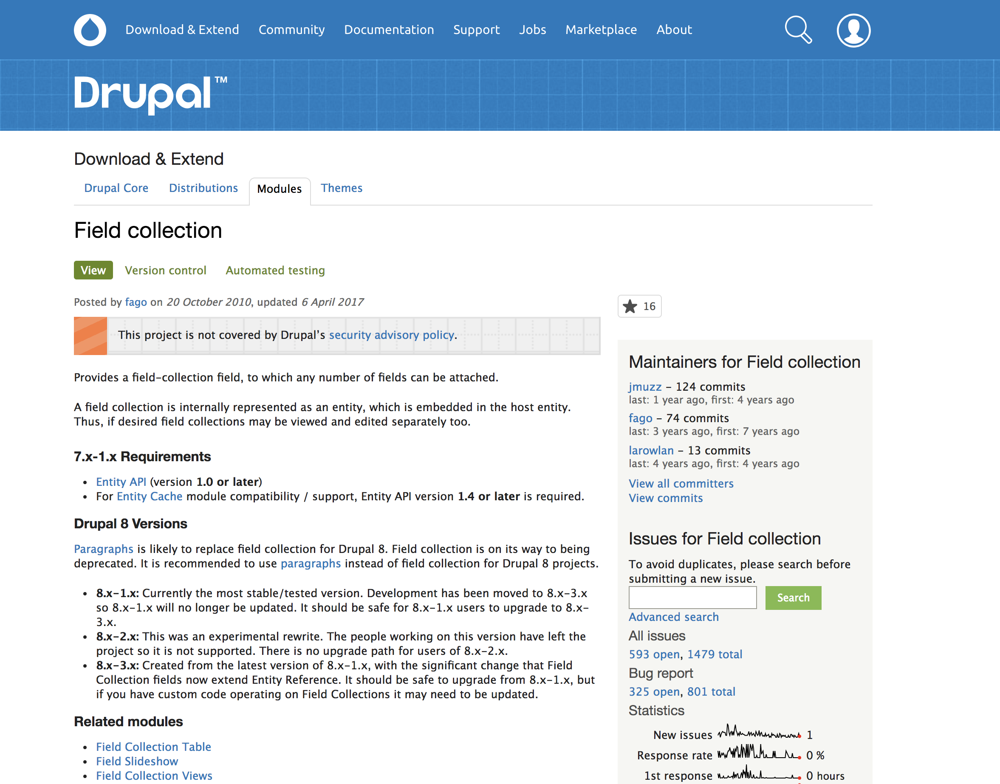 Download & Extend Community Documentation Support Jobs Marketplace About
Drupal™
Download & Extend
Drupal Core Distributions Modules Themes
Field collection
View Version control Automated testing
Posted by fago on 20 October 2010, updated 6 April 2017
This project is not covered by Drupal’s security advisory policy.
Provides a field-collection field, to which any number of fields can be attached.
A field collection is internally represented as an entity, which is embedded in the host entity.
Thus, if desired field collections may be viewed and edited separately too.
7.x-1.x Requirements
• Entity API (version 1.0 or later)
• For Entity Cache module compatibility / support, Entity API version 1.4 or later is required.
Drupal 8 Versions
Paragraphs is likely to replace field collection for Drupal 8. Field collection is on its way to being
deprecated. It is recommended to use paragraphs instead of field collection for Drupal 8 projects.
• 8.x-1.x: Currently the most stable/tested version. Development has been moved to 8.x-3.x
so 8.x-1.x will no longer be updated. It should be safe for 8.x-1.x users to upgrade to 8.x-
3.x.
• 8.x-2.x: This was an experimental rewrite. The people working on this version have left the
project so it is not supported. There is no upgrade path for users of 8.x-2.x.
• 8.x-3.x: Created from the latest version of 8.x-1.x, with the significant change that Field
Collection fields now extend Entity Reference. It should be safe to upgrade from 8.x-1.x, but
if you have custom code operating on Field Collections it may need to be updated.
Related modules
• Field Collection Table
• Field Slideshow
• Field Collection Views
16
Maintainers for Field collection
jmuzz – 124 commits
last: 1 year ago, first: 4 years ago
fago – 74 commits
last: 3 years ago, first: 7 years ago
larowlan – 13 commits
last: 4 years ago, first: 4 years ago
View all committers
View commits
Issues for Field collection
To avoid duplicates, please search before
submitting a new issue.
Search
Advanced search
All issues
593 open, 1479 total
Bug report
325 open, 801 total
Statistics
New issues 1
Response rate 0 %
1st response 0 hours